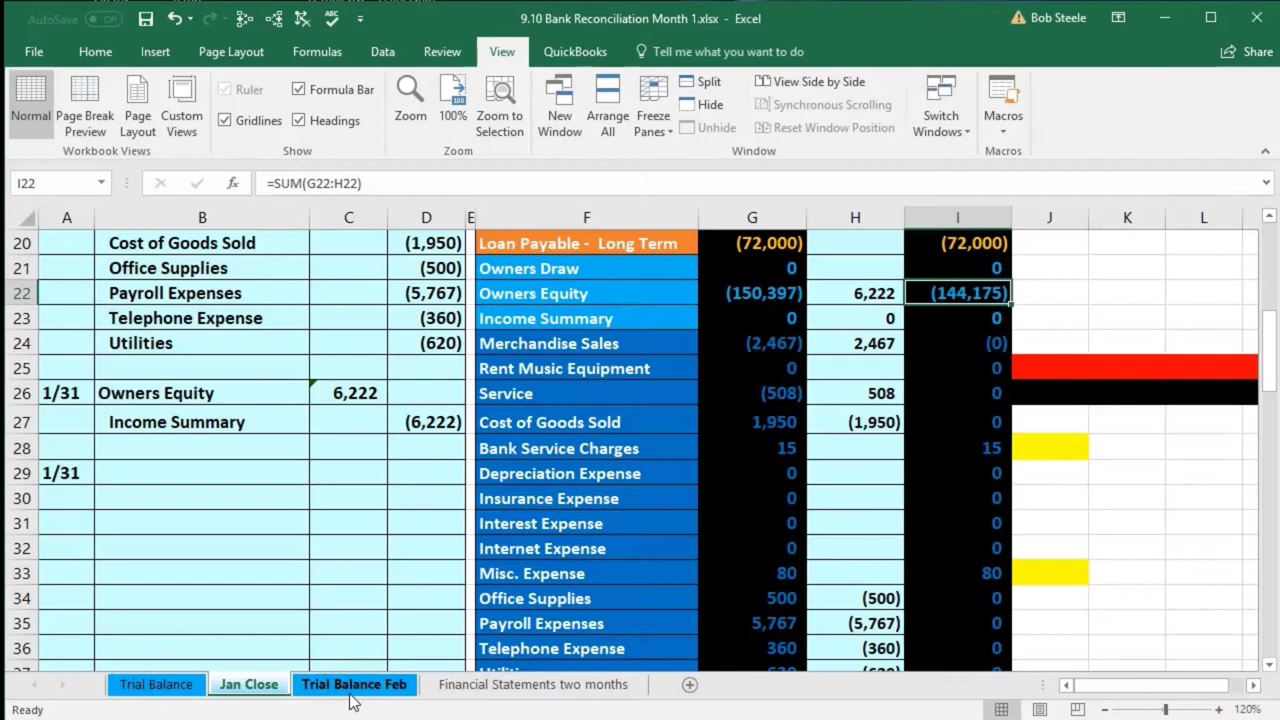 AutoSave Off 9.10 Bank Reconciliation Month 1.xlsx - Excel Bob Steele
File Home Insert Page Layout Formulas Data Review View QuickBooks Tell me what you want to do Share
Normal Page Break Preview Page Layout Custom Views
Ruler Formula Bar
Gridlines Headings
Zoom 100% Zoom to Selection
New Window Arrange All Freeze Panes
Split
Hide
Unhide
View Side by Side
Synchronous Scrolling
Reset Window Position
Switch Windows Macros
Workbook Views Show Zoom Window Macros
I22 fx =SUM(G22:H22)
A B C D E F G H I J K L
20 Cost of Goods Sold (1,950) Loan Payable - Long Term (72,000) (72,000)
21 Office Supplies (500) Owners Draw 0 0
22 Payroll Expenses (5,767) Owners Equity (150,397) 6,222 (144,175)
23 Telephone Expense (360) Income Summary 0 0 0
24 Utilities (620) Merchandise Sales (2,467) 2,467 (0)
25 Rent Music Equipment 0 0
26 1/31 Owners Equity 6,222 Service (508) 508 0
27 Income Summary (6,222) Cost of Goods Sold 1,950 (1,950) 0
28 Bank Service Charges 15 15
29 1/31 Depreciation Expense 0 0
30 Insurance Expense 0 0
31 Interest Expense 0 0
32 Internet Expense 0 0
33 Misc. Expense 80 80
34 Office Supplies 500 (500) 0
35 Payroll Expenses 5,767 (5,767) 0
36 Telephone Expense 360 (360) 0
Trial Balance Jan Close Trial Balance Feb Financial Statements two months
Ready 120%